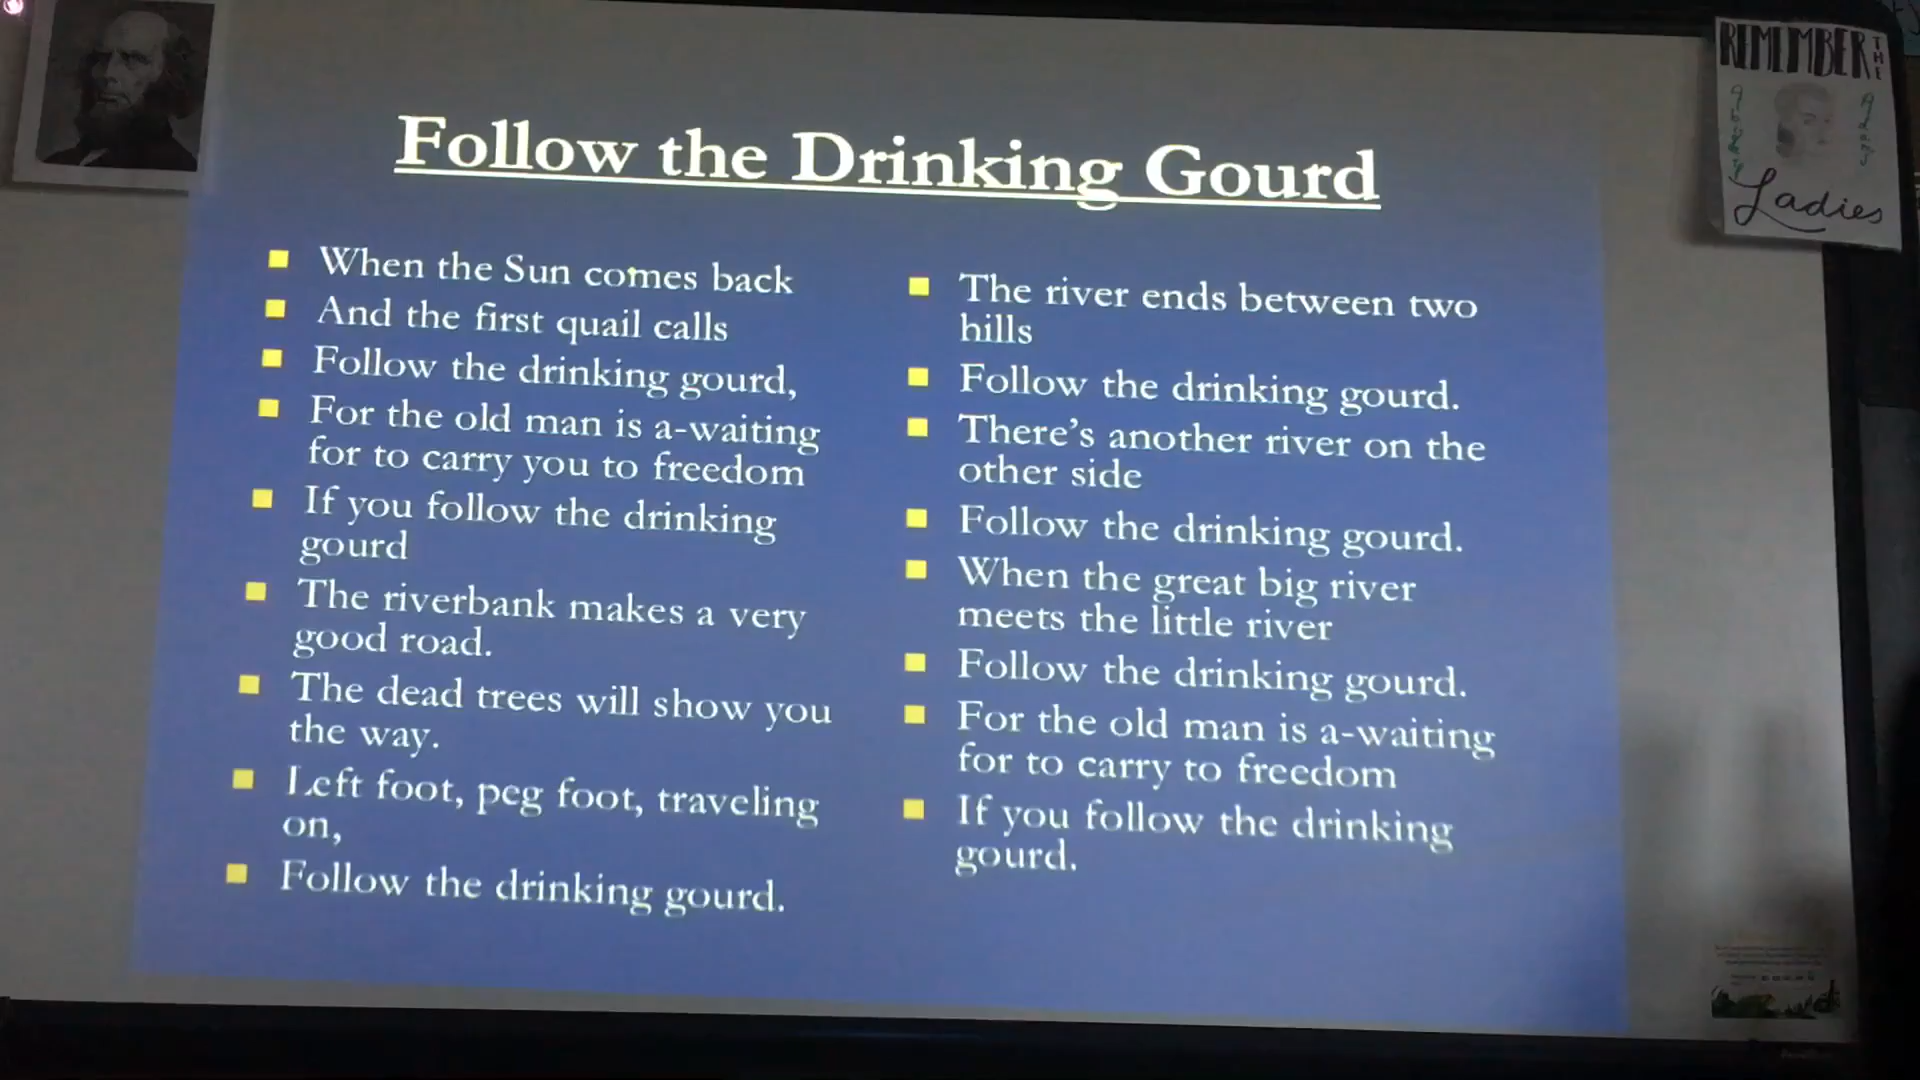 Follow the Drinking Gourd
When the Sun comes back
And the first quail calls
Follow the drinking gourd,
For the old man is a-waiting
for to carry you to freedom
If you follow the drinking
gourd
The riverbank makes a very
good road.
The dead trees will show you
the way.
Left foot, peg foot, traveling
on,
Follow the drinking gourd.
The river ends between two
hills
Follow the drinking gourd.
There's another river on the
other side
Follow the drinking gourd.
When the great big river
meets the little river
Follow the drinking gourd.
For the old man is a-waiting
for to carry to freedom
If you follow the drinking
gourd.
REMEMBER THE
Ladies